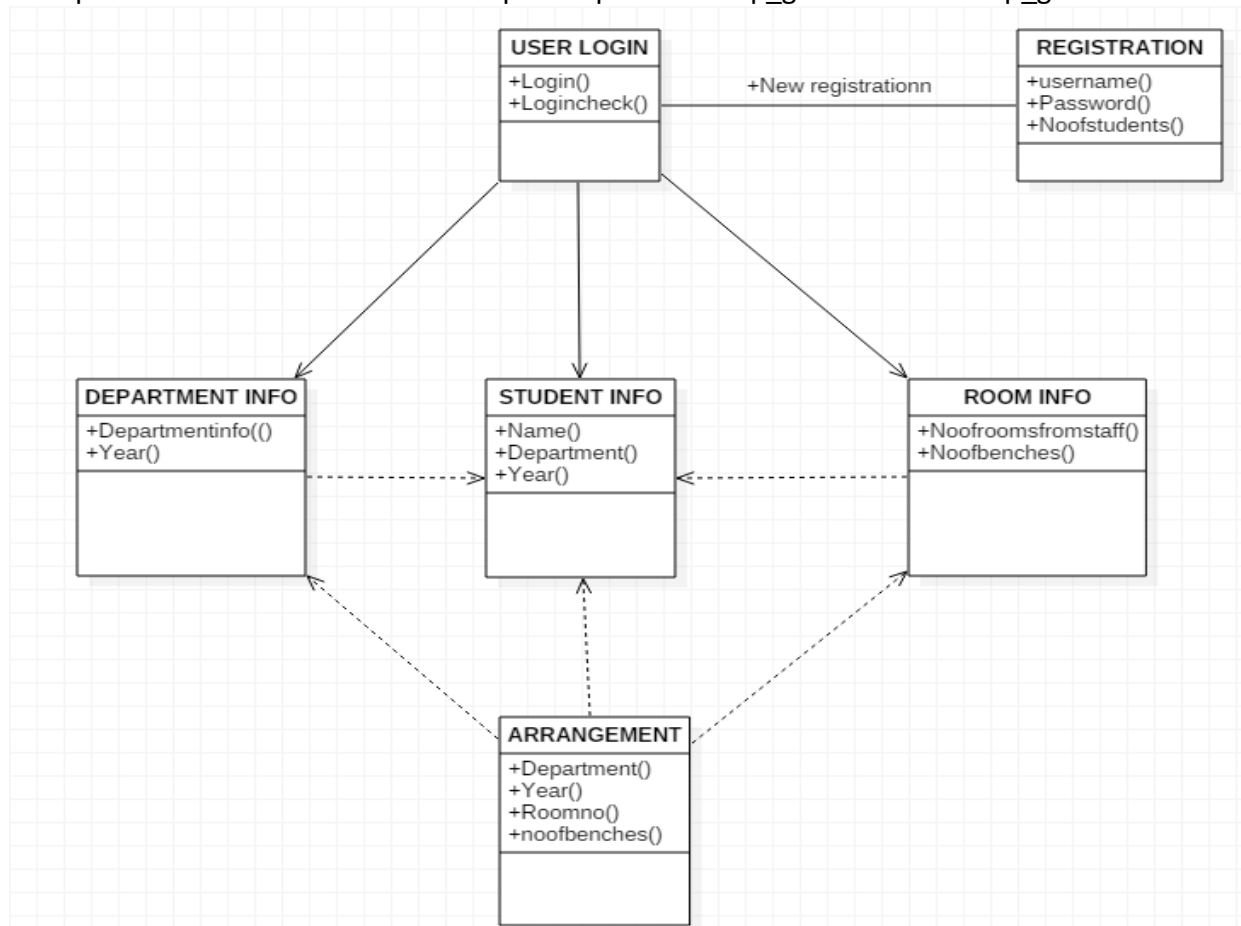 USER LOGIN
+Login()
+Logincheck()
+New registrationn
REGISTRATION
+username()
+Password()
+Noofstudents()
DEPARTMENT INFO
+Departmentinfo(()
+Year()
STUDENT INFO
+Name()
+Department()
+Year()
ROOM INFO
+Noofroomsfromstaff()
+Noofbenches()
ARRANGEMENT
+Department()
+Year()
+Roomno()
+noofbenches()